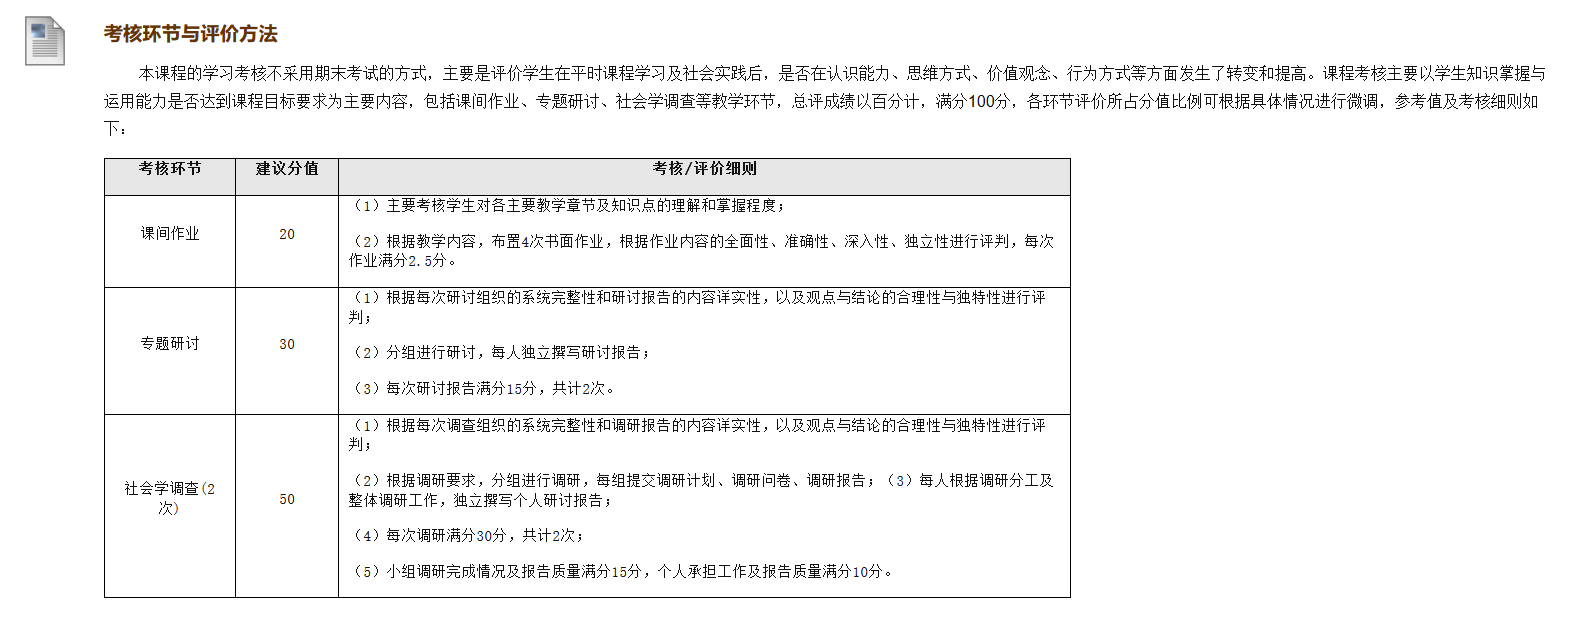 考核环节与评价方法
本课程的学习考核不采用期末考试的方式，主要是评价学生在平时课程学习及社会实践后，是否在认识能力、思维方式、价值观念、行为方式等方面发生了转变和提高。课程考核主要以学生知识掌握与
运用能力是否达到课程目标要求为主要内容，包括课间作业、专题研讨、社会学调查等教学环节，总评成绩以百分计，满分100分，各环节评价所占分值比例可根据具体情况进行微调，参考值及考核细则如
下：
考核环节 建议分值 考核/评价细则
课间作业
20
（1）主要考核学生对各主要教学章节及知识点的理解和掌握程度；
（2）根据教学内容，布置4次书面作业，根据作业内容的全面性、准确性、深入性、独立性进行评判，每次
作业满分2.5分。
专题研讨
30
（1）根据每次研讨组织的系统完整性和研讨报告的内容详实性，以及观点与结论的合理性与独特性进行评
判；
（2）分组进行研讨，每人独立撰写研讨报告；
（3）每次研讨报告满分15分，共计2次。
社会学调查(2
次)
50
（1）根据每次调查组织的系统完整性和调研报告的内容详实性，以及观点与结论的合理性与独特性进行评
判；
（2）根据调研要求，分组进行调研，每组提交调研计划、调研问卷、调研报告；（3）每人根据调研分工及
整体调研工作，独立撰写个人研讨报告；
（4）每次调研满分30分，共计2次；
（5）小组调研完成情况及报告质量满分15分，个人承担工作及报告质量满分10分。